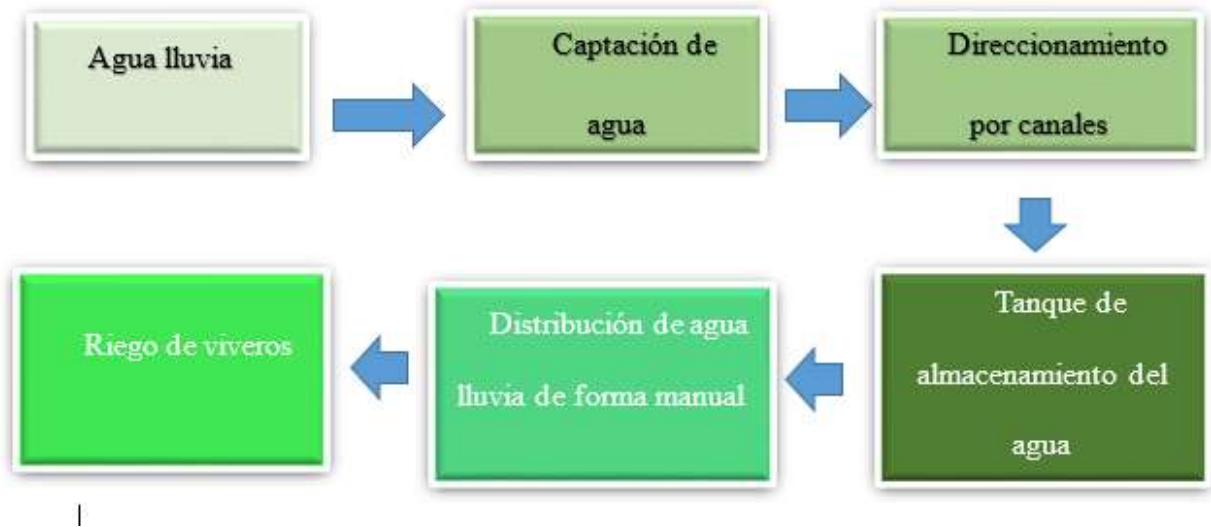 Agua lluvia
Captación de
agua
Direccionamiento
por canales
Tanque de
almacenamiento del
agua
Distribución de agua
lluvia de forma manual
Riego de viveros